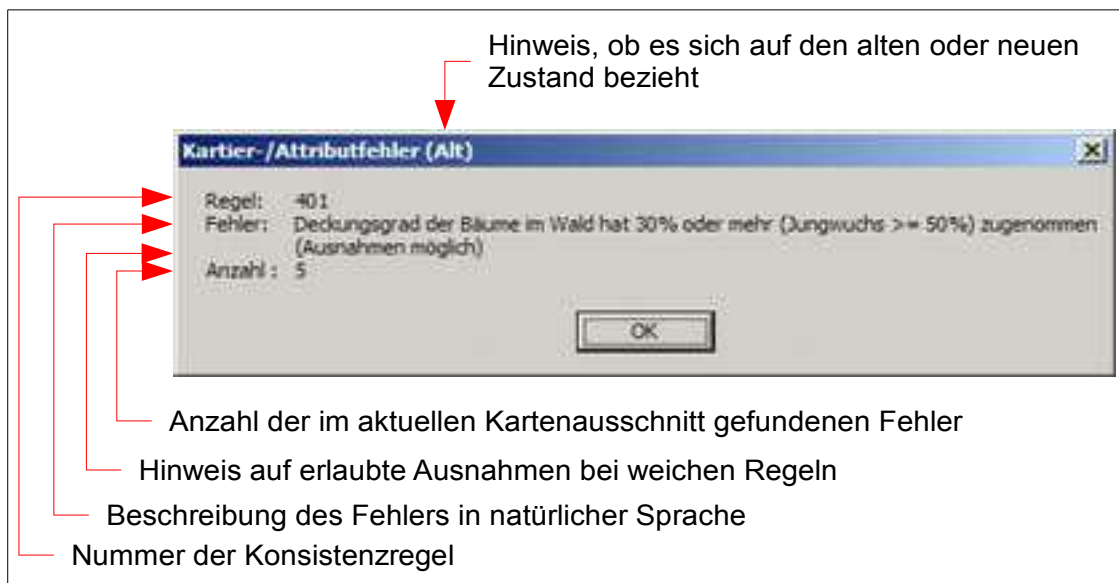 Hinweis, ob es sich auf den alten oder neuen
Zustand bezieht
Kartier-/Attributfehler (Alt)
Regel: 401
Fehler: Deckungsgrad der Bäume im Wald hat 30% oder mehr (Jungwuchs >= 50%) zugenommen
(Ausnahmen möglich)
Anzahl : 5
OK
Anzahl der im aktuellen Kartenausschnitt gefundenen Fehler
Hinweis auf erlaubte Ausnahmen bei weichen Regeln
Beschreibung des Fehlers in natürlicher Sprache
Nummer der Konsistenzregel